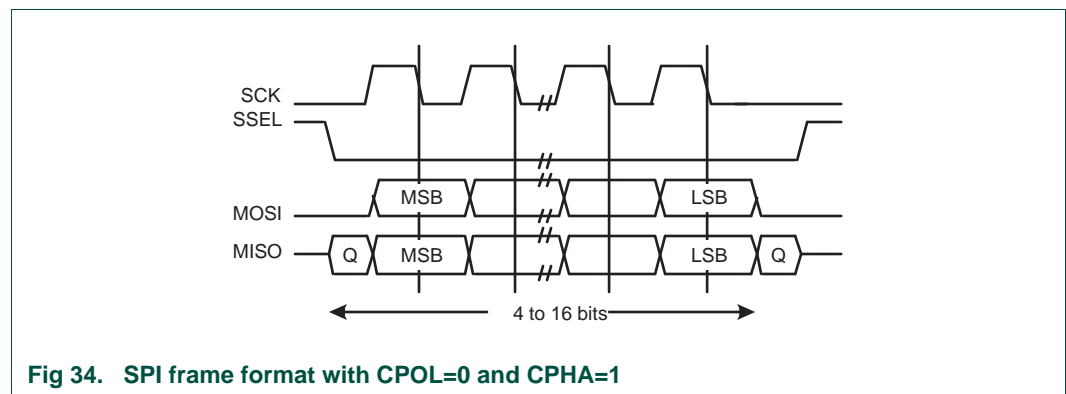 SCK
SSEL
MSB LSB
MOSI
MISO Q MSB LSB Q
4 to 16 bits
Fig 34. SPI frame format with CPOL=0 and CPHA=1